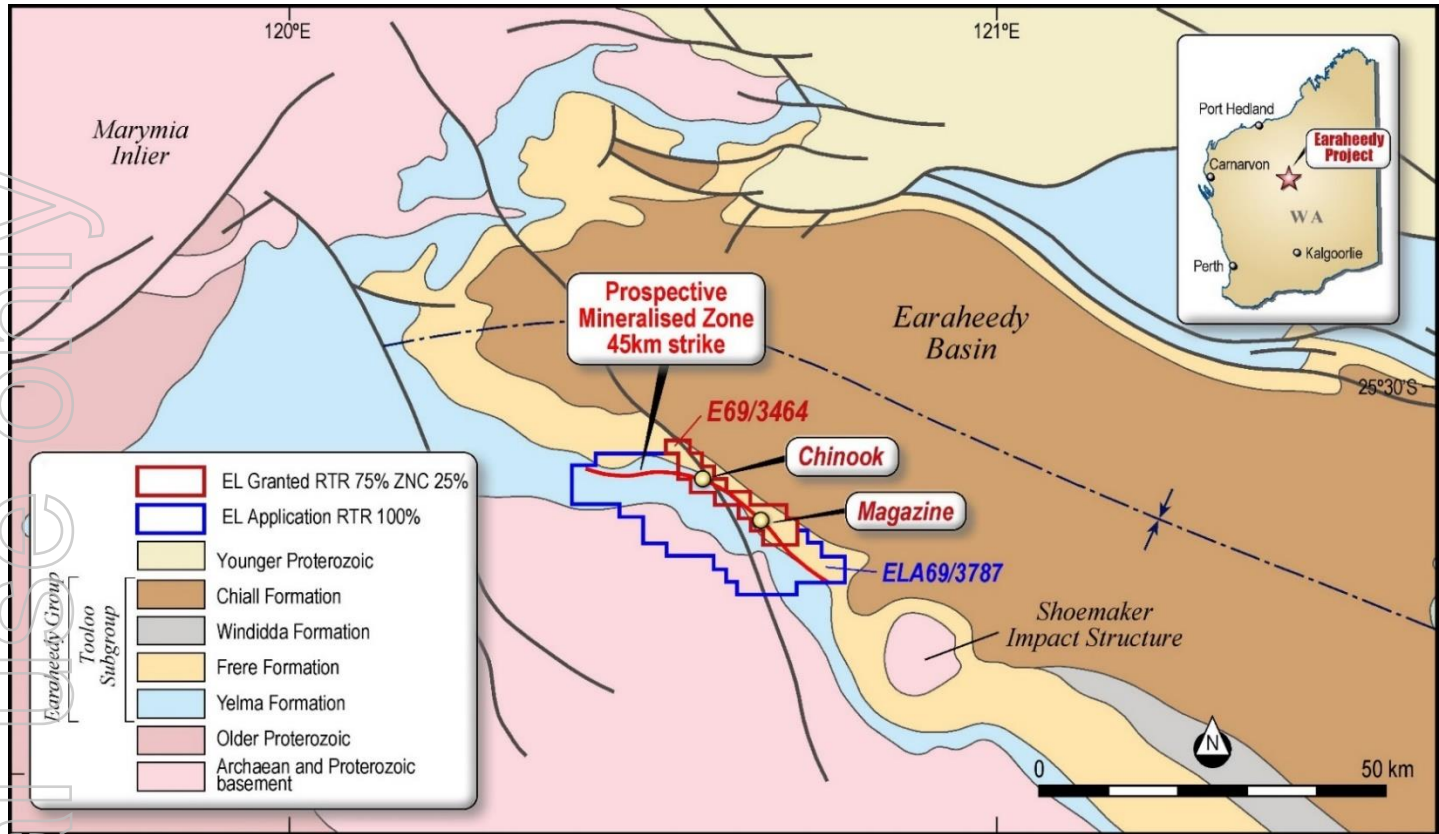 120°E
121°E
Marymia
Inlier
Port Hedland
Earaheedy
Project
Carnarvon
WA
Kalgoorlie
Perth
Prospective
Mineralised Zone
45km strike
Earaheedy
Basin
25°30'S
E69/3464
Chinook
Magazine
ELA69/3787
Shoemaker
Impact Structure
EL Granted RTR 75% ZNC 25%
EL Application RTR 100%
Younger Proterozoic
Earaheedy Group
Tooloo
Subgroup
Chiall Formation
Windidda Formation
Frere Formation
Yelma Formation
Older Proterozoic
Archaean and Proterozoic
basement
N
0
50 km
use only